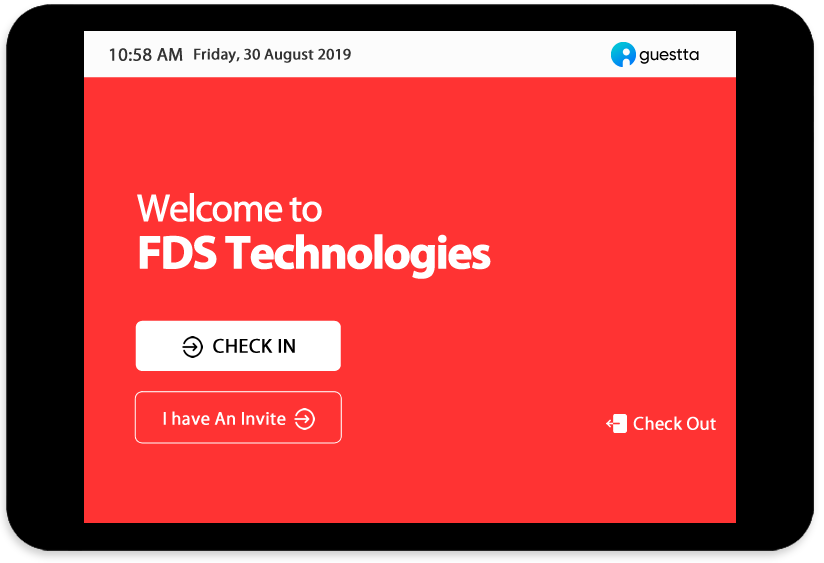 10:58 AM Friday, 30 August 2019 guestta
Welcome to
FDS Technologies
CHECK IN
I have An Invite
Check Out